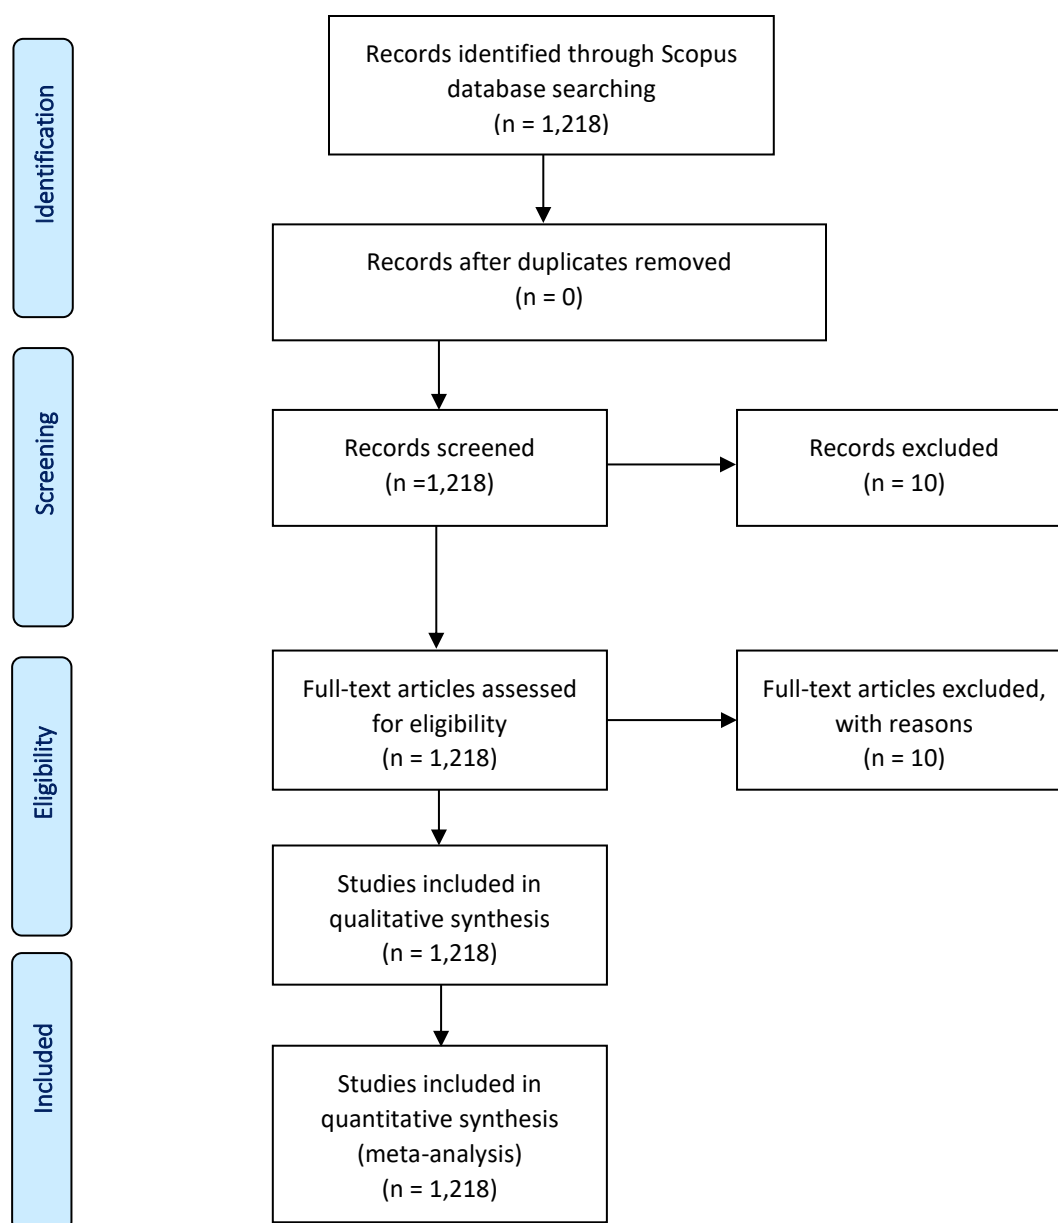 Identification
Records identified through Scopus
database searching
(n = 1,218)
Records after duplicates removed
(n = 0)
Screening
Records screened
(n =1,218)
Records excluded
(n = 10)
Eligibility
Full-text articles assessed
for eligibility
(n = 1,218)
Full-text articles excluded,
with reasons
(n = 10)
Studies included in
qualitative synthesis
(n = 1,218)
Included
Studies included in
quantitative synthesis
(meta-analysis)
(n = 1,218)